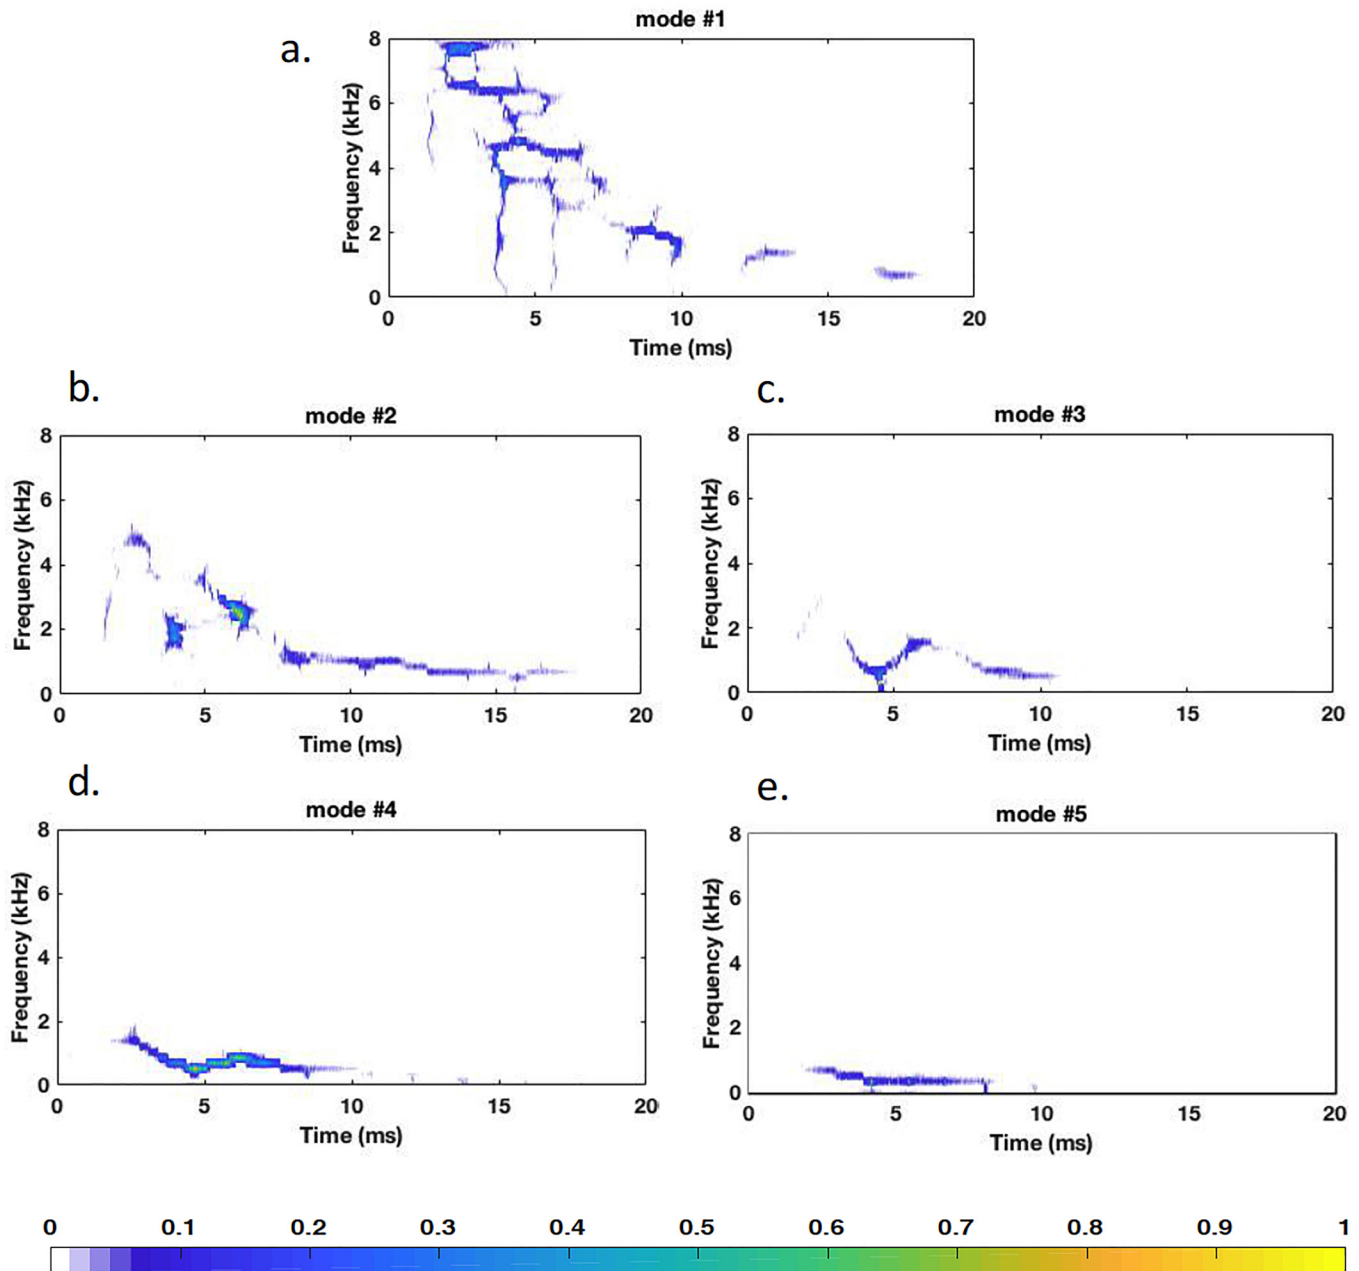 a.
mode #1
Frequency (kHz)
8
6
4
2
0
0 5 10 15 20
Time (ms)
b.
mode #2
Frequency (kHz)
8
6
4
2
0
0 5 10 15 20
Time (ms)
c.
mode #3
Frequency (kHz)
8
6
4
2
0
0 5 10 15 20
Time (ms)
d.
mode #4
Frequency (kHz)
8
6
4
2
0
0 5 10 15 20
Time (ms)
e.
mode #5
Frequency (kHz)
8
6
4
2
0
0 5 10 15 20
Time (ms)
0 0.1 0.2 0.3 0.4 0.5 0.6 0.7 0.8 0.9 1